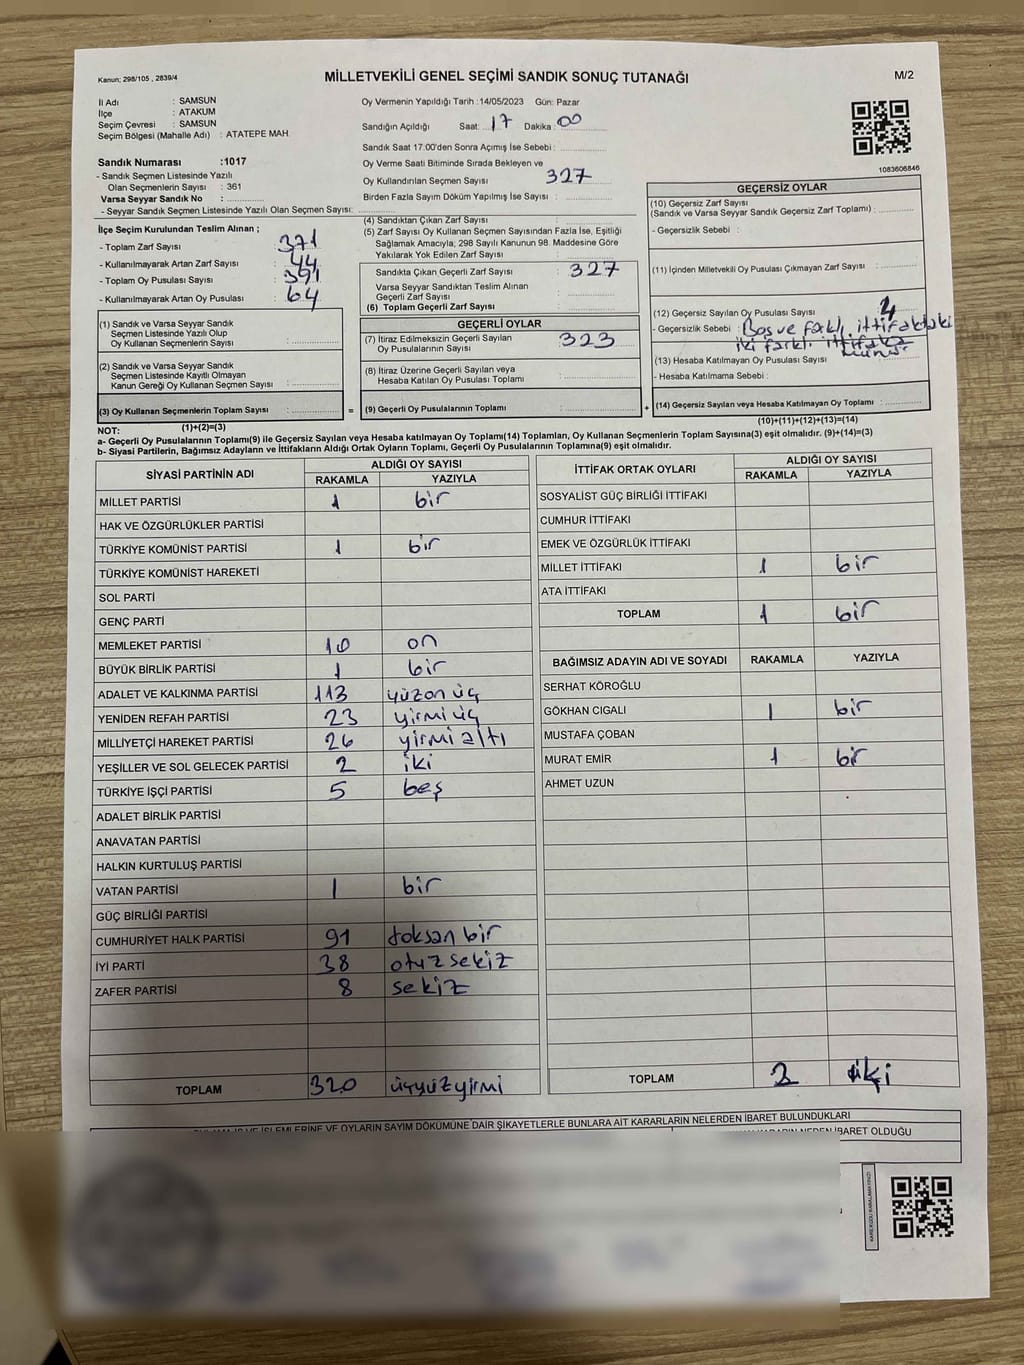 Kanun; 298/105 , 2839/4
MİLLETVEKİLİ GENEL SEÇİMİ SANDIK SONUÇ TUTANAĞI
M/2
İl Adı : SAMSUN
İlçe : ATAKUM
Seçim Çevresi : SAMSUN
Seçim Bölgesi (Mahalle Adı) : ATATEPE MAH.
Sandık Numarası :1017
- Sandık Seçmen Listesinde Yazılı
Olan Seçmenlerin Sayısı : 361
Varsa Seyyar Sandık No :
- Seyyar Sandık Seçmen Listesinde Yazılı Olan Seçmen Sayısı:
İlçe Seçim Kurulundan Teslim Alınan ;
- Toplam Zarf Sayısı : 371
- Kullanılmayarak Artan Zarf Sayısı : 44
- Toplam Oy Pusulası Sayısı : 391
- Kullanılmayarak Artan Oy Pusulası : 64
(1) Sandık ve Varsa Seyyar Sandık
Seçmen Listesinde Yazılı Olup
Oy Kullanan Seçmenlerin Sayısı :
(2) Sandık ve Varsa Seyyar Sandık
Seçmen Listesinde Kayıtlı Olmayan
Kanun Gereği Oy Kullanan Seçmen Sayısı :
(3) Oy Kullanan Seçmenlerin Toplam Sayısı :
(1)+(2)=(3)
Oy Vermenin Yapıldığı Tarih :14/05/2023 Gün: Pazar
Sandığın Açıldığı Saat: 17 Dakika: 00
Sandık Saat 17:00'den Sonra Açılmış İse Sebebi :
Oy Verme Saati Bitiminde Sırada Bekleyen ve
Oy Kullandırılan Seçmen Sayısı : 327
Birden Fazla Sayım Döküm Yapılmış İse Sayısı :
(4) Sandıktan Çıkan Zarf Sayısı :
(5) Zarf Sayısı Oy Kullanan Seçmen Sayısından Fazla İse, Eşitliği
Sağlamak Amacıyla, 298 Sayılı Kanunun 98. Maddesine Göre
Yakılarak Yok Edilen Zarf Sayısı :
Sandıkta Çıkan Geçerli Zarf Sayısı : 327
Varsa Seyyar Sandıktan Teslim Alınan
Geçerli Zarf Sayısı :
(6) Toplam Geçerli Zarf Sayısı :
GEÇERLİ OYLAR
(7) İtiraz Edilmeksizin Geçerli Sayılan
Oy Pusulalarının Sayısı : 323
(8) İtiraz Üzerine Geçerli Sayılan veya
Hesaba Katılan Oy Pusulası Toplamı :
= (9) Geçerli Oy Pusulalarının Toplamı : +
1083606846
GEÇERSİZ OYLAR
(10) Geçersiz Zarf Sayısı
(Sandık ve Varsa Seyyar Sandık Geçersiz Zarf Toplamı) :
- Geçersizlik Sebebi :
(11) İçinden Milletvekili Oy Pusulası Çıkmayan Zarf Sayısı :
(12) Geçersiz Sayılan Oy Pusulası Sayısı : 4
- Geçersizlik Sebebi : Boş ve farklı ittifaktaki
iki farklı
(13) Hesaba Katılmayan Oy Pusulası Sayısı :
- Hesaba Katılmama Sebebi :
(14) Geçersiz Sayılan veya Hesaba Katılmayan Oy Toplamı :
(10)+(11)+(12)+(13)=(14)
NOT:
a- Geçerli Oy Pusulalarının Toplamı(9) ile Geçersiz Sayılan veya Hesaba katılmayan Oy Toplamı(14) Toplamları, Oy Kullanan Seçmenlerin Toplam Sayısına(3) eşit olmalıdır. (9)+(14)=(3)
b- Siyasi Partilerin, Bağımsız Adayların ve İttifakların Aldığı Ortak Oyların Toplamı, Geçerli Oy Pusulalarının Toplamına(9) eşit olmalıdır.
SİYASİ PARTİNİN ADI ALDIĞI OY SAYISI
RAKAMLA YAZIYLA
MİLLET PARTİSİ 1 bir
HAK VE ÖZGÜRLÜKLER PARTİSİ
TÜRKİYE KOMÜNİST PARTİSİ 1 bir
TÜRKİYE KOMÜNİST HAREKETİ
SOL PARTİ
GENÇ PARTİ
MEMLEKET PARTİSİ 10 on
BÜYÜK BİRLİK PARTİSİ 1 bir
ADALET VE KALKINMA PARTİSİ 113 yüzon üç
YENİDEN REFAH PARTİSİ 23 yirmi üç
MİLLİYETÇİ HAREKET PARTİSİ 26 yirmi altı
YEŞİLLER VE SOL GELECEK PARTİSİ 2 iki
TÜRKİYE İŞÇİ PARTİSİ 5 beş
ADALET BİRLİK PARTİSİ
ANAVATAN PARTİSİ
HALKIN KURTULUŞ PARTİSİ
VATAN PARTİSİ 1 bir
GÜÇ BİRLİĞİ PARTİSİ
CUMHURİYET HALK PARTİSİ 91 doksan bir
İYİ PARTİ 38 otuz sekiz
ZAFER PARTİSİ 8 sekiz
TOPLAM 320 üçyüzyirmi
İTTİFAK ORTAK OYLARI ALDIĞI OY SAYISI
RAKAMLA YAZIYLA
SOSYALİST GÜÇ BİRLİĞİ İTTİFAKI
CUMHUR İTTİFAKI
EMEK VE ÖZGÜRLÜK İTTİFAKI
MİLLET İTTİFAKI 1 bir
ATA İTTİFAKI
TOPLAM 1 bir
BAĞIMSIZ ADAYIN ADI VE SOYADI RAKAMLA YAZIYLA
SERHAT KÖROĞLU
GÖKHAN CIGALI 1 bir
MUSTAFA ÇOBAN
MURAT EMİR 1 bir
AHMET UZUN
TOPLAM 2 iki
İŞLEMLERİNE VE OYLARIN SAYIM DÖKÜMÜNE DAİR ŞİKAYETLERLE BUNLARA AİT KARARLARIN NELERDEN İBARET BULUNDUKLARI
NEDEN İBARET OLDUĞU